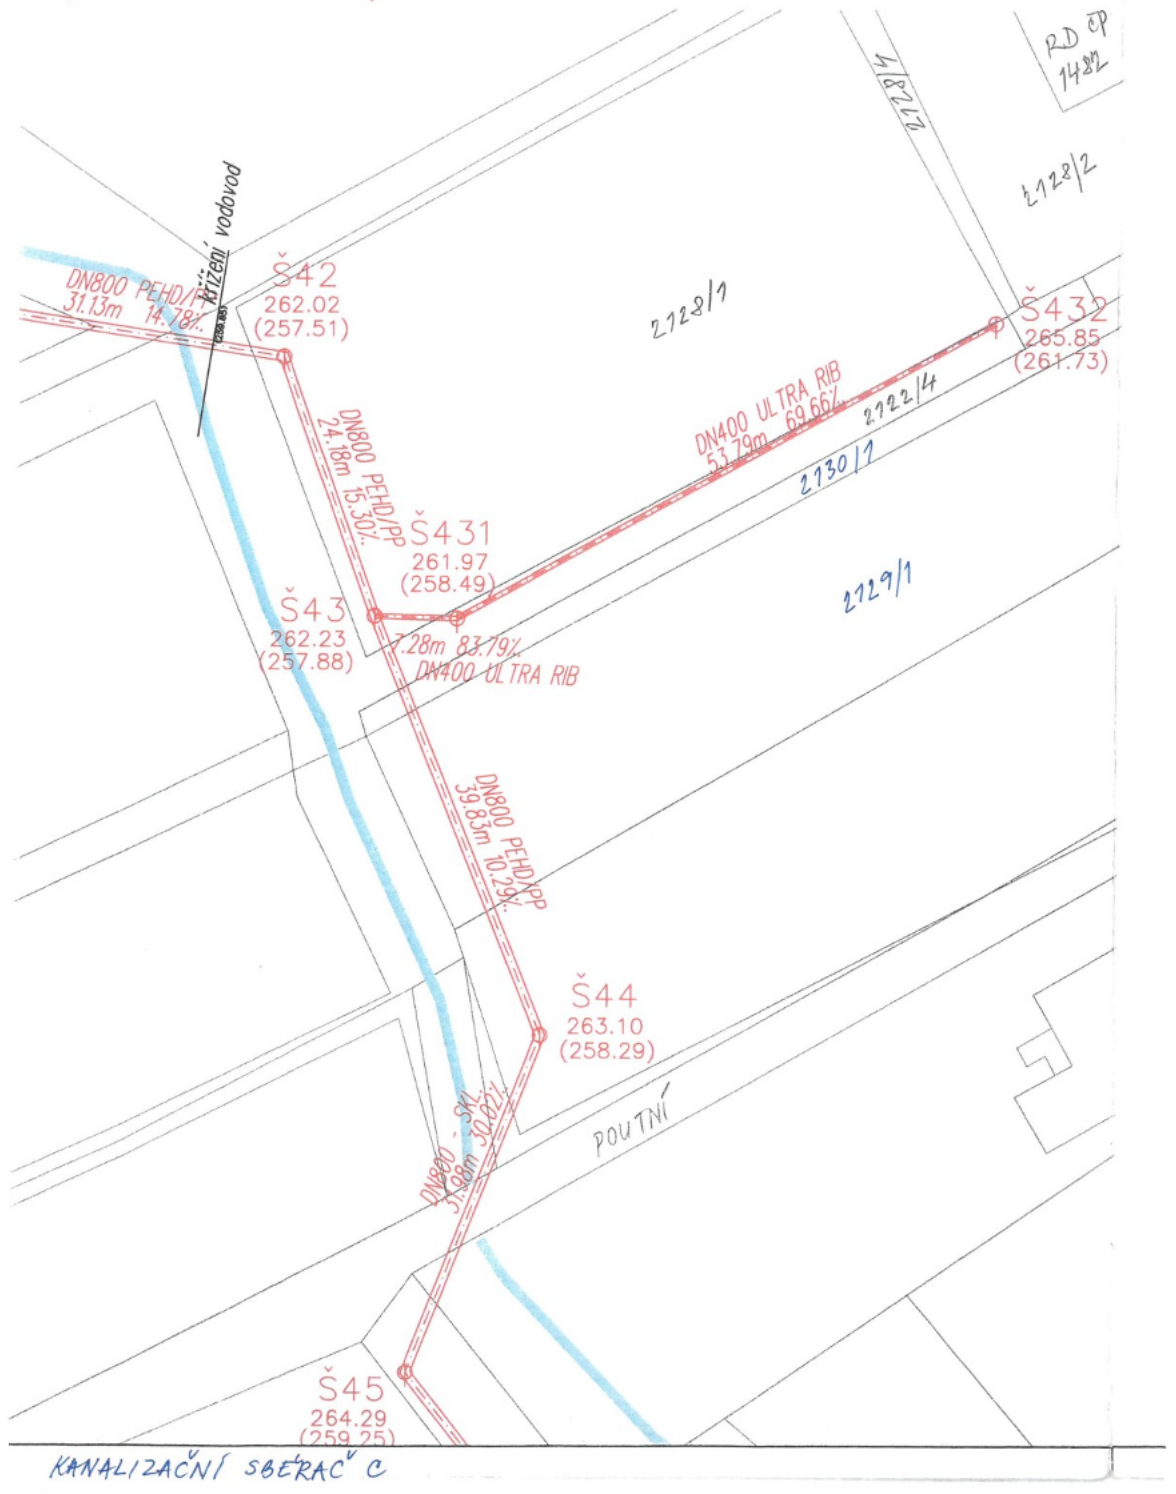 RD ČP
1482
2128/4
2128/2
křížení vodovod
DN800 PEHD/P
31.13m 14.78‰
Š42
262.02
(257.51)
2128/1
Š432
265.85
(261.73)
DN400 ULTRA RIB
53.79m 69.66‰
2122/4
2130/1
DN800 PEHD/PP
24.18m 15.30‰
Š431
261.97
(258.49)
2129/1
Š43
262.23
(257.88)
7.28m 83.79‰
DN400 ULTRA RIB
DN800 PEHD/PP
39.83m 10.29‰
Š44
263.10
(258.29)
DN800 - SKL
31.98m 30.02‰
POUTNÍ
Š45
264.29
(259.25)
KANALIZAČNÍ SBĚRAČ C